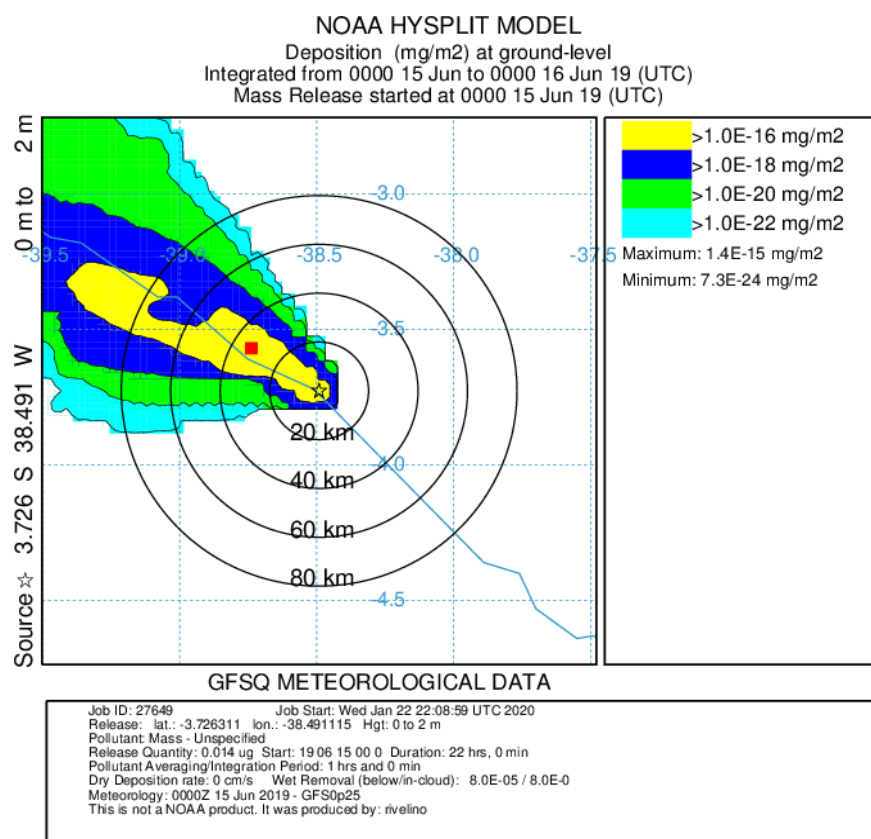 NOAA HYSPLIT MODEL
Deposition (mg/m2) at ground-level
Integrated from 0000 15 Jun to 0000 16 Jun 19 (UTC)
Mass Release started at 0000 15 Jun 19 (UTC)
Source ☆ 3.726 S 38.491 W 0 m to 2 m
-3.0
-39.5 -39.0 -38.5 -38.0 -37.5
-3.5
20 km
-4.0
40 km
60 km
80 km
-4.5
>1.0E-16 mg/m2
>1.0E-18 mg/m2
>1.0E-20 mg/m2
>1.0E-22 mg/m2
Maximum: 1.4E-15 mg/m2
Minimum: 7.3E-24 mg/m2
GFSQ METEOROLOGICAL DATA
Job ID: 27649 Job Start: Wed Jan 22 22:08:59 UTC 2020
Release: lat.: -3.726311 lon.: -38.491115 Hgt: 0 to 2 m
Pollutant: Mass - Unspecified
Release Quantity: 0.014 ug Start: 19 06 15 00 0 Duration: 22 hrs, 0 min
Pollutant Averaging/Integration Period: 1 hrs and 0 min
Dry Deposition rate: 0 cm/s Wet Removal (below/in-cloud): 8.0E-05 / 8.0E-0
Meteorology: 0000Z 15 Jun 2019 - GFS0p25
This is not a NOAA product. It was produced by: rivelino